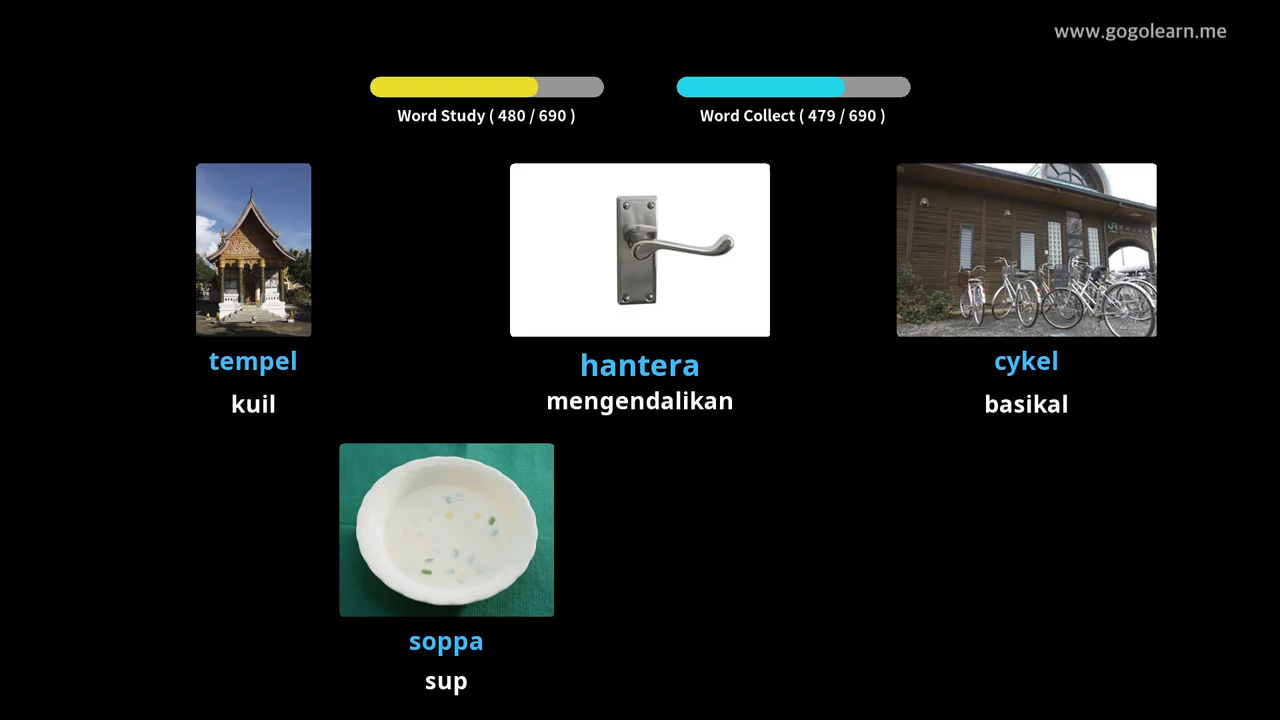 www.gogolearn.me
Word Study ( 480 / 690 )
Word Collect ( 479 / 690 )
tempel
kuil
hantera
mengendalikan
cykel
basikal
soppa
sup